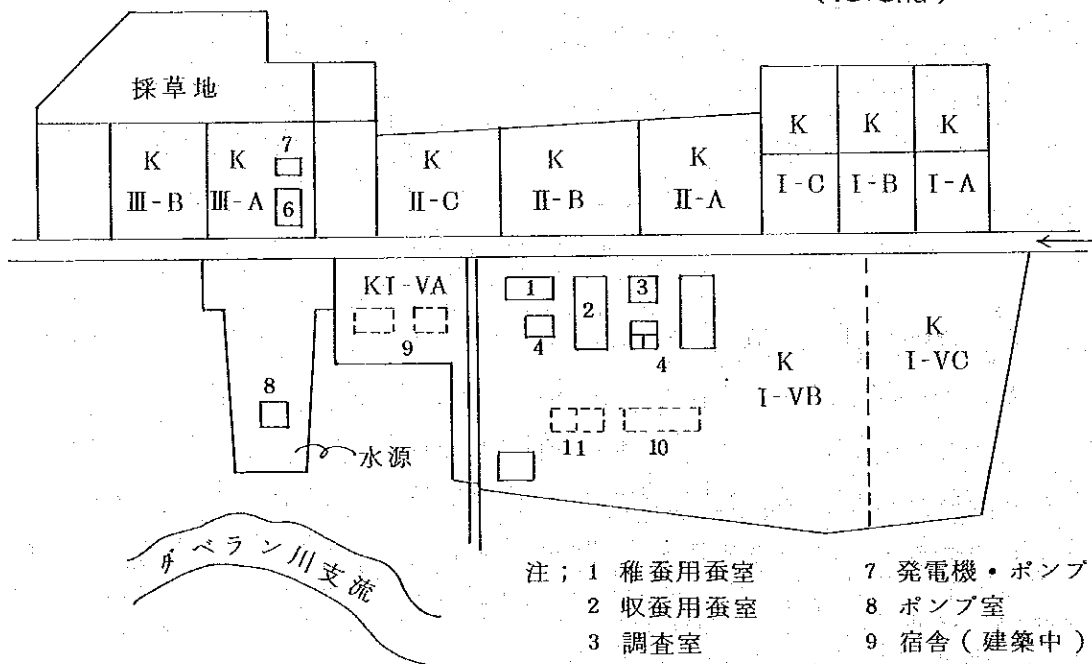 採草地
7
K
III-B
K
III-A
6
K
II-C
K
II-B
K
II-A
K
I-C
K
I-B
K
I-A
←
KI-VA
9
1
2
3
4
4
K
I-VB
K
I-VC
8
水源
11
10
ダベラン川支流
注; 1 稚蚕用蚕室
2 収蚕用蚕室
3 調査室
7 発電機・ポンプ
8 ポンプ室
9 宿舎(建築中)